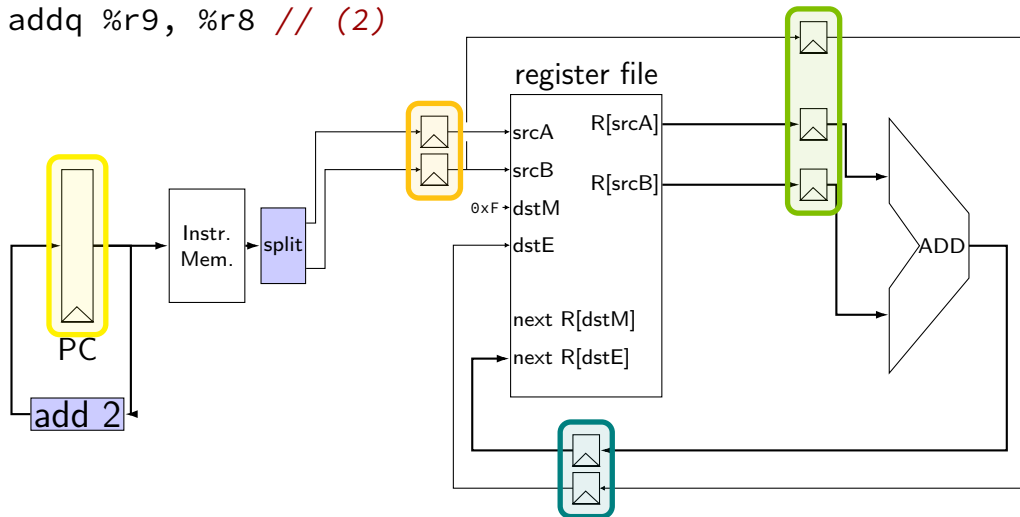 addq %r9, %r8 // (2)
register file
srcA
R[srcA]
srcB
R[srcB]
0xF
dstM
dstE
Instr.
Mem.
split
ADD
next R[dstM]
PC
next R[dstE]
add 2